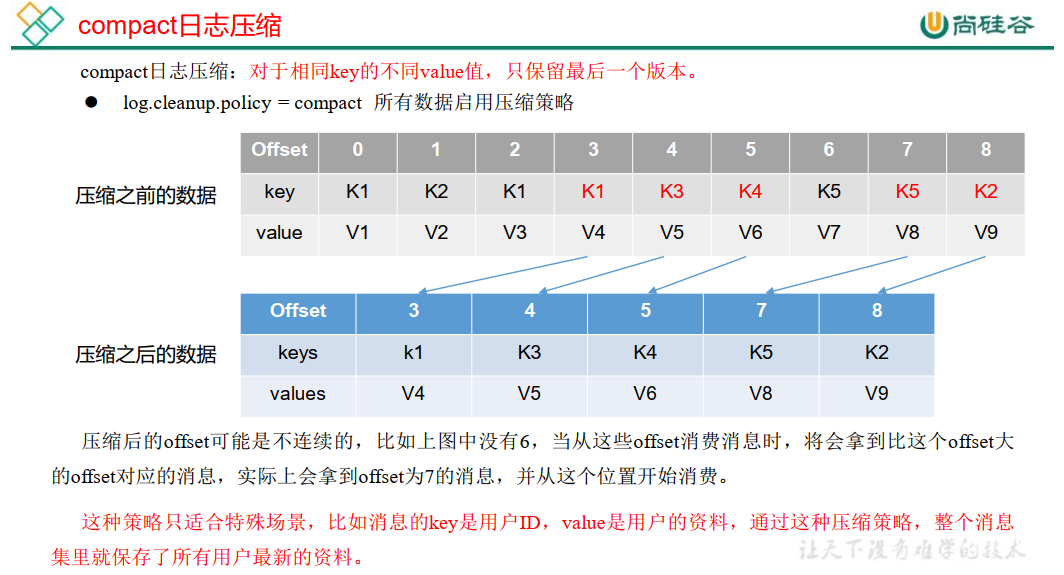 compact日志压缩
尚硅谷
compact日志压缩：对于相同key的不同value值，只保留最后一个版本。
● log.cleanup.policy = compact 所有数据启用压缩策略
压缩之前的数据
Offset 0 1 2 3 4 5 6 7 8
key K1 K2 K1 K1 K3 K4 K5 K5 K2
value V1 V2 V3 V4 V5 V6 V7 V8 V9
压缩之后的数据
Offset 3 4 5 7 8
keys k1 K3 K4 K5 K2
values V4 V5 V6 V8 V9
压缩后的offset可能是不连续的，比如上图中没有6，当从这些offset消费消息时，将会拿到比这个offset大
的offset对应的消息，实际上会拿到offset为7的消息，并从这个位置开始消费。
这种策略只适合特殊场景，比如消息的key是用户ID，value是用户的资料，通过这种压缩策略，整个消息
集里就保存了所有用户最新的资料。
让天下没有难学的技术